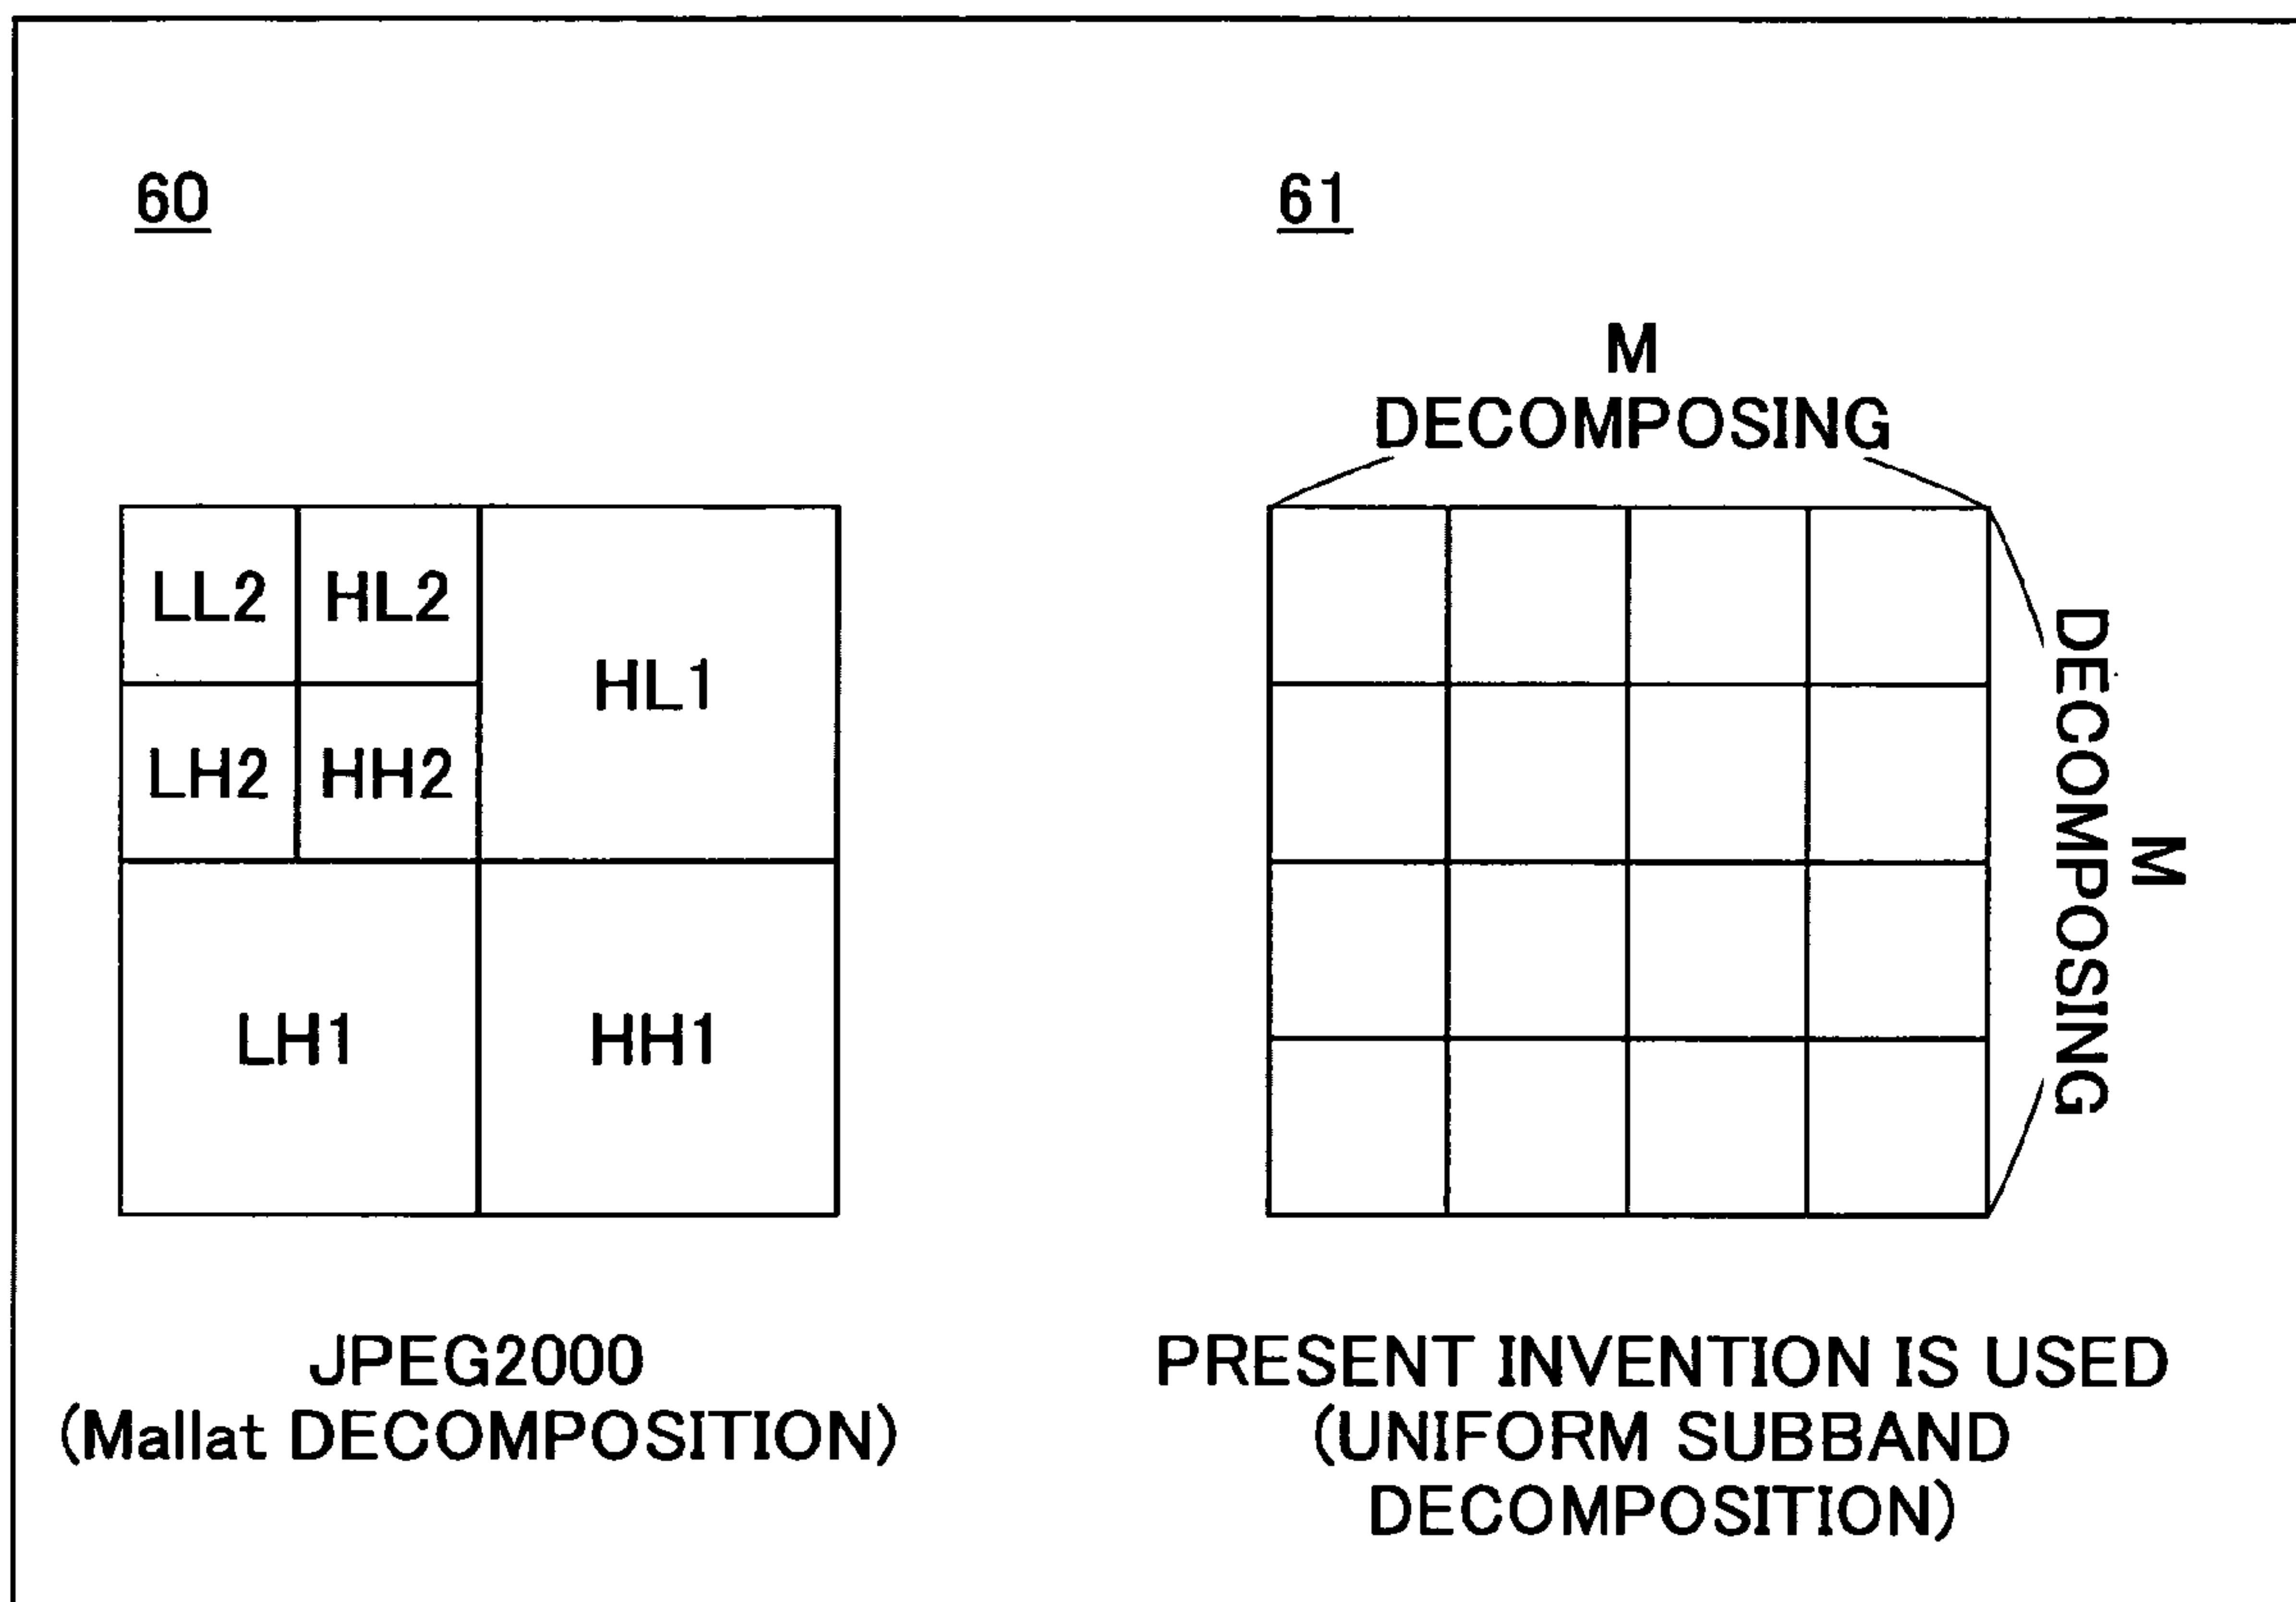 60
LL2
HL2
HL1
LH2
HH2
LH1
HH1
JPEG2000
(Mallat DECOMPOSITION)
61
M
DECOMPOSING
M
DECOMPOSING
PRESENT INVENTION IS USED
(UNIFORM SUBBAND
DECOMPOSITION)